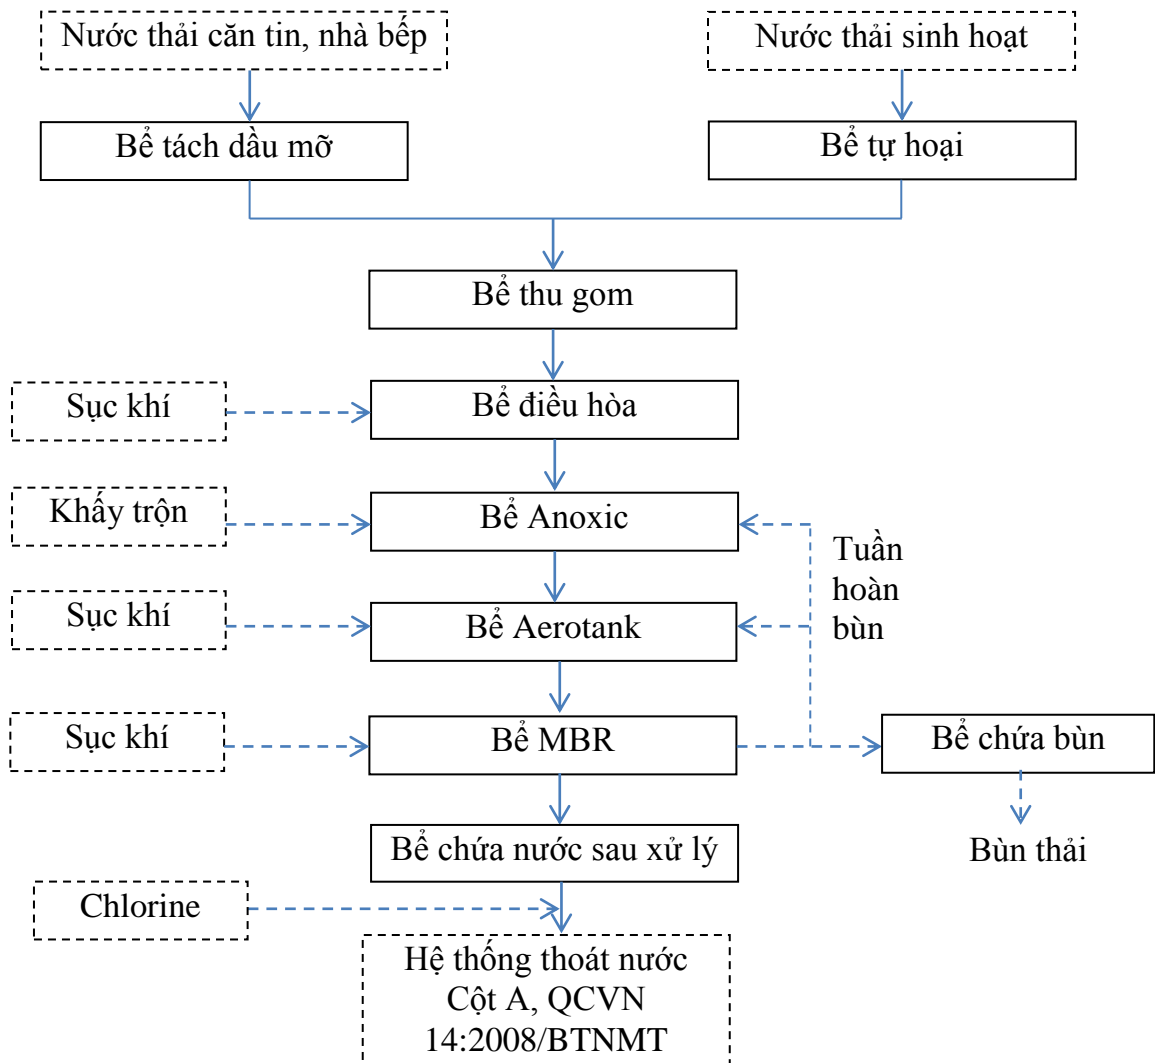 Nước thải căn tin, nhà bếp
Nước thải sinh hoạt
Bể tách dầu mỡ
Bể tự hoại
Bể thu gom
Sục khí
Bể điều hòa
Khấy trộn
Bể Anoxic
Tuần
hoàn
bùn
Sục khí
Bể Aerotank
Sục khí
Bể MBR
Bể chứa bùn
Bể chứa nước sau xử lý
Bùn thải
Chlorine
Hệ thống thoát nước
Cột A, QCVN
14:2008/BTNMT